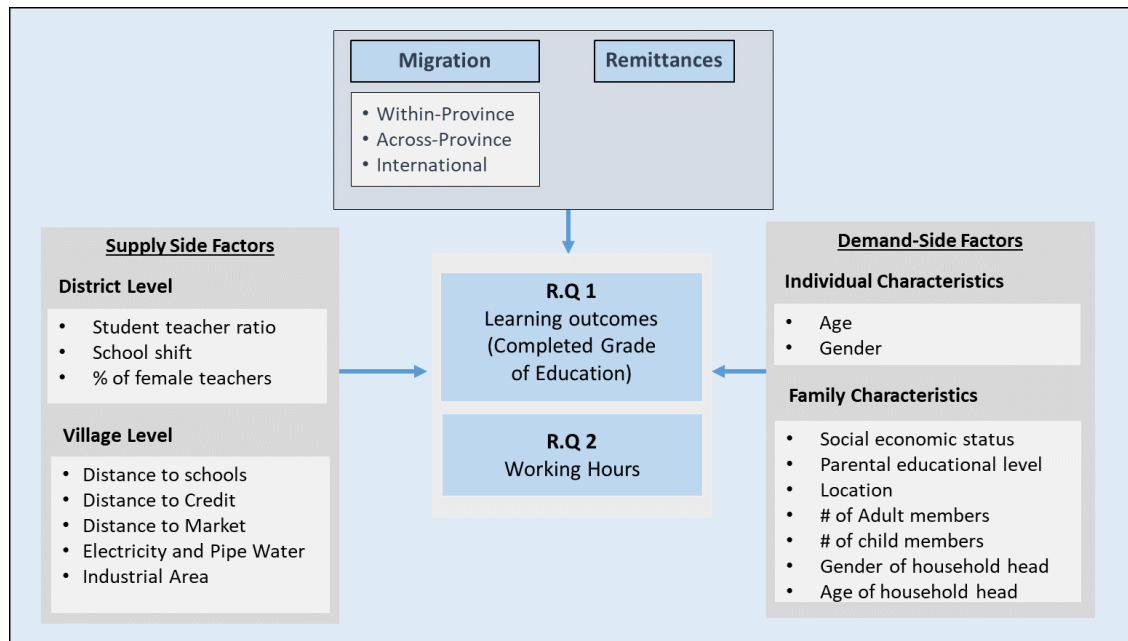 Migration
Remittances
• Within-Province
• Across-Province
• International
Supply Side Factors
District Level
• Student teacher ratio
• School shift
• % of female teachers
Village Level
• Distance to schools
• Distance to Credit
• Distance to Market
• Electricity and Pipe Water
• Industrial Area
R.Q 1
Learning outcomes
(Completed Grade
of Education)
R.Q 2
Working Hours
Demand-Side Factors
Individual Characteristics
• Age
• Gender
Family Characteristics
• Social economic status
• Parental educational level
• Location
• # of Adult members
• # of child members
• Gender of household head
• Age of household head